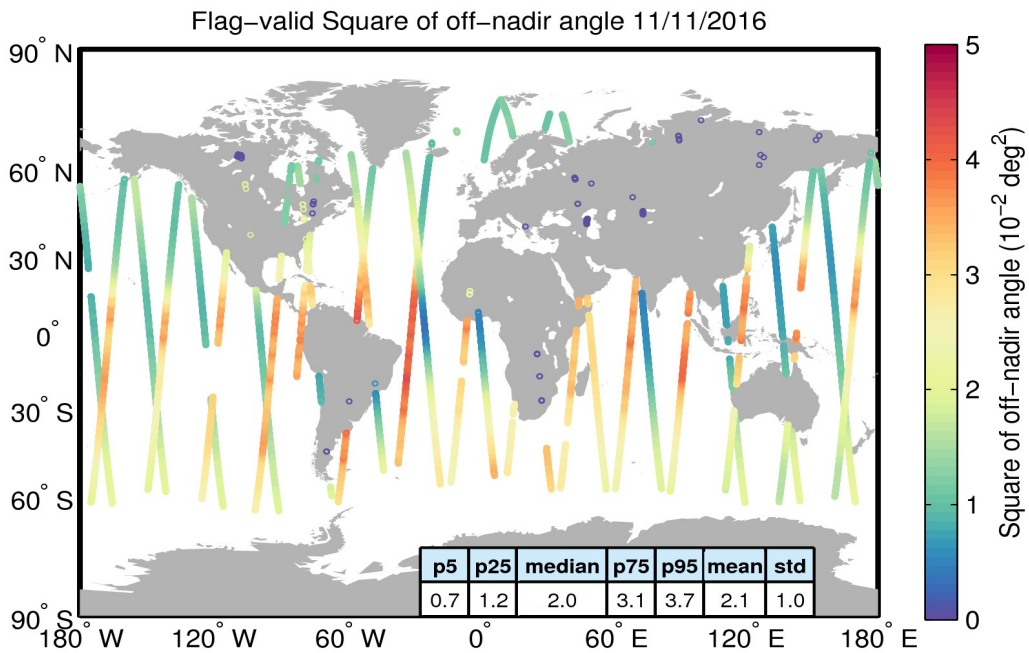 Flag−valid Square of off−nadir angle 11/11/2016
90° N
60° N
30° N
0°
30° S
60° S
90° S
180° W
120° W
60° W
0°
60° E
120° E
180° E
p5 p25 median p75 p95 mean std
0.7 1.2 2.0 3.1 3.7 2.1 1.0
5
4
3
2
1
0
Square of off−nadir angle (10⁻² deg²)